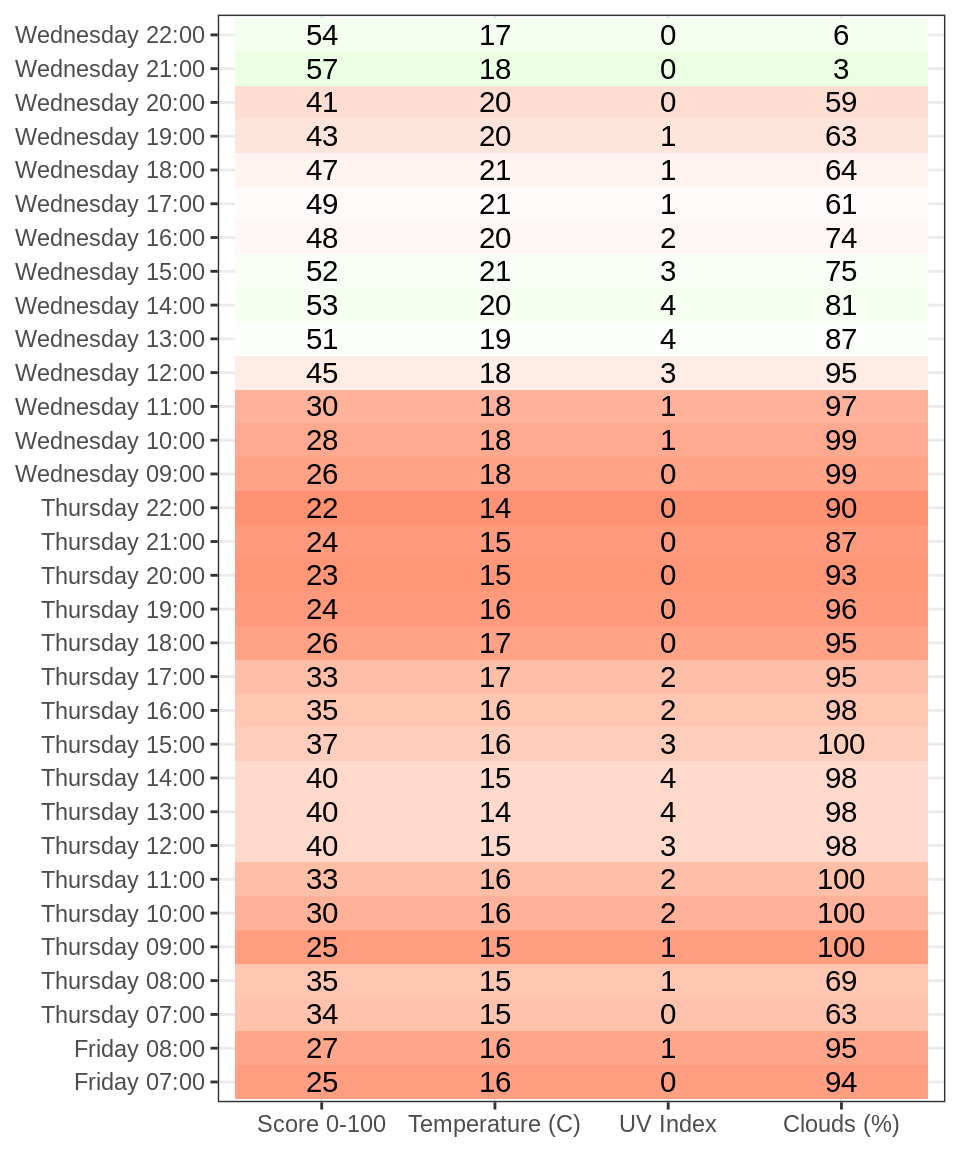 Wednesday 22:00 54 17 0 6
Wednesday 21:00 57 18 0 3
Wednesday 20:00 41 20 0 59
Wednesday 19:00 43 20 1 63
Wednesday 18:00 47 21 1 64
Wednesday 17:00 49 21 1 61
Wednesday 16:00 48 20 2 74
Wednesday 15:00 52 21 3 75
Wednesday 14:00 53 20 4 81
Wednesday 13:00 51 19 4 87
Wednesday 12:00 45 18 3 95
Wednesday 11:00 30 18 1 97
Wednesday 10:00 28 18 1 99
Wednesday 09:00 26 18 0 99
Thursday 22:00 22 14 0 90
Thursday 21:00 24 15 0 87
Thursday 20:00 23 15 0 93
Thursday 19:00 24 16 0 96
Thursday 18:00 26 17 0 95
Thursday 17:00 33 17 2 95
Thursday 16:00 35 16 2 98
Thursday 15:00 37 16 3 100
Thursday 14:00 40 15 4 98
Thursday 13:00 40 14 4 98
Thursday 12:00 40 15 3 98
Thursday 11:00 33 16 2 100
Thursday 10:00 30 16 2 100
Thursday 09:00 25 15 1 100
Thursday 08:00 35 15 1 69
Thursday 07:00 34 15 0 63
Friday 08:00 27 16 1 95
Friday 07:00 25 16 0 94
Score 0-100 Temperature (C) UV Index Clouds (%)